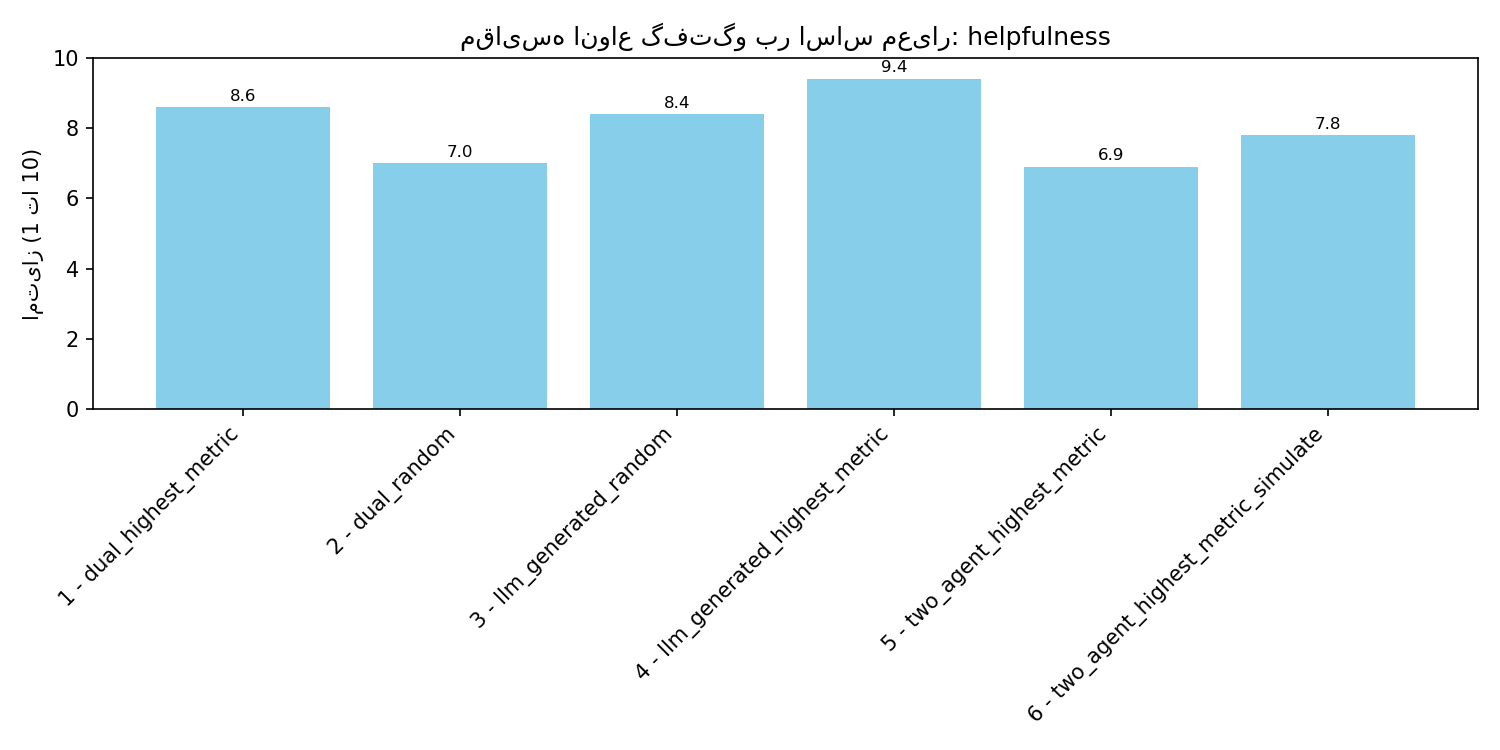 مقایسه انواع گفتگو بر اساس معیار: helpfulness
امتیاز (1 تا 10)
10
8
6
4
2
0
8.6
7.0
8.4
9.4
6.9
7.8
1 - dual_highest_metric
2 - dual_random
3 - llm_generated_random
4 - llm_generated_highest_metric
5 - two_agent_highest_metric
6 - two_agent_highest_metric_simulate